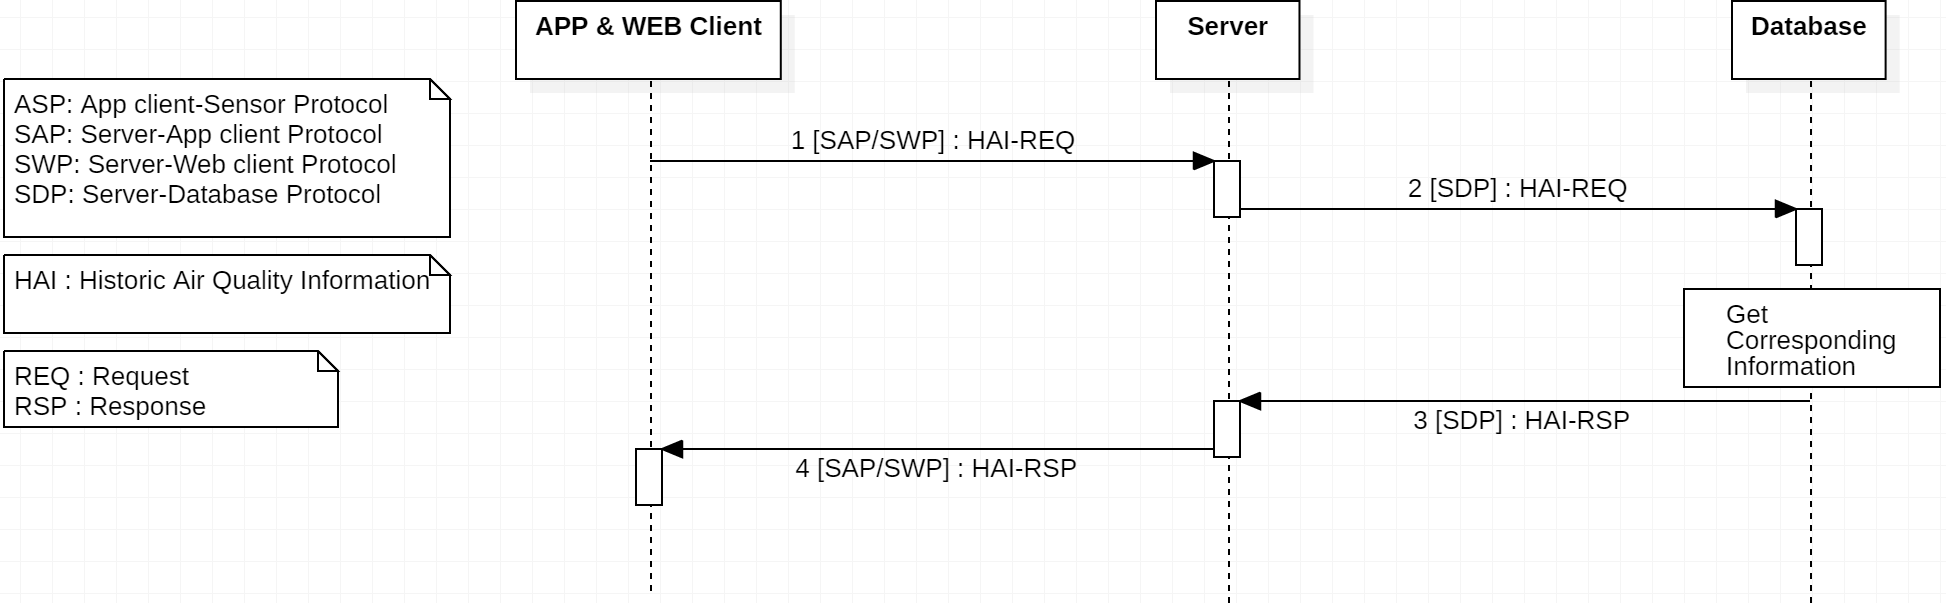 APP & WEB Client
Server
Database
ASP: App client-Sensor Protocol
SAP: Server-App client Protocol
SWP: Server-Web client Protocol
SDP: Server-Database Protocol
1 [SAP/SWP] : HAI-REQ
2 [SDP] : HAI-REQ
HAI : Historic Air Quality Information
Get
Corresponding
Information
REQ : Request
RSP : Response
3 [SDP] : HAI-RSP
4 [SAP/SWP] : HAI-RSP